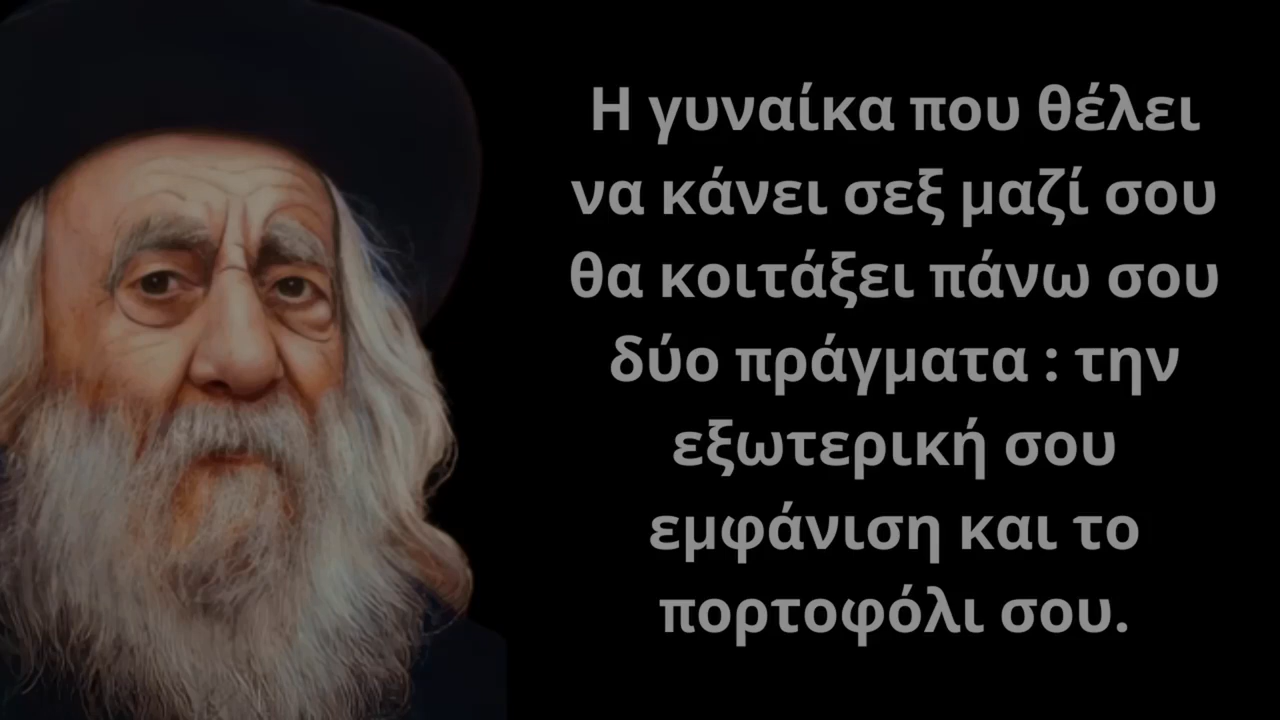 Η γυναίκα που θέλει
να κάνει σεξ μαζί σου
θα κοιτάξει πάνω σου
δύο πράγματα : την
εξωτερική σου
εμφάνιση και το
πορτοφόλι σου.